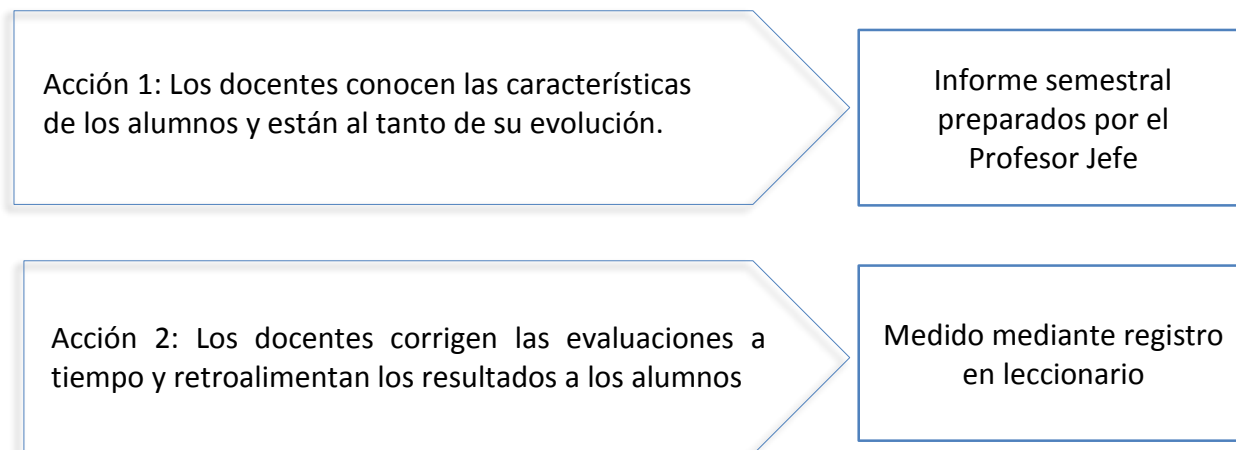 Acción 1: Los docentes conocen las características
de los alumnos y están al tanto de su evolución.
Informe semestral
preparados por el
Profesor Jefe
Acción 2: Los docentes corrigen las evaluaciones a
tiempo y retroalimentan los resultados a los alumnos
Medido mediante registro
en leccionario